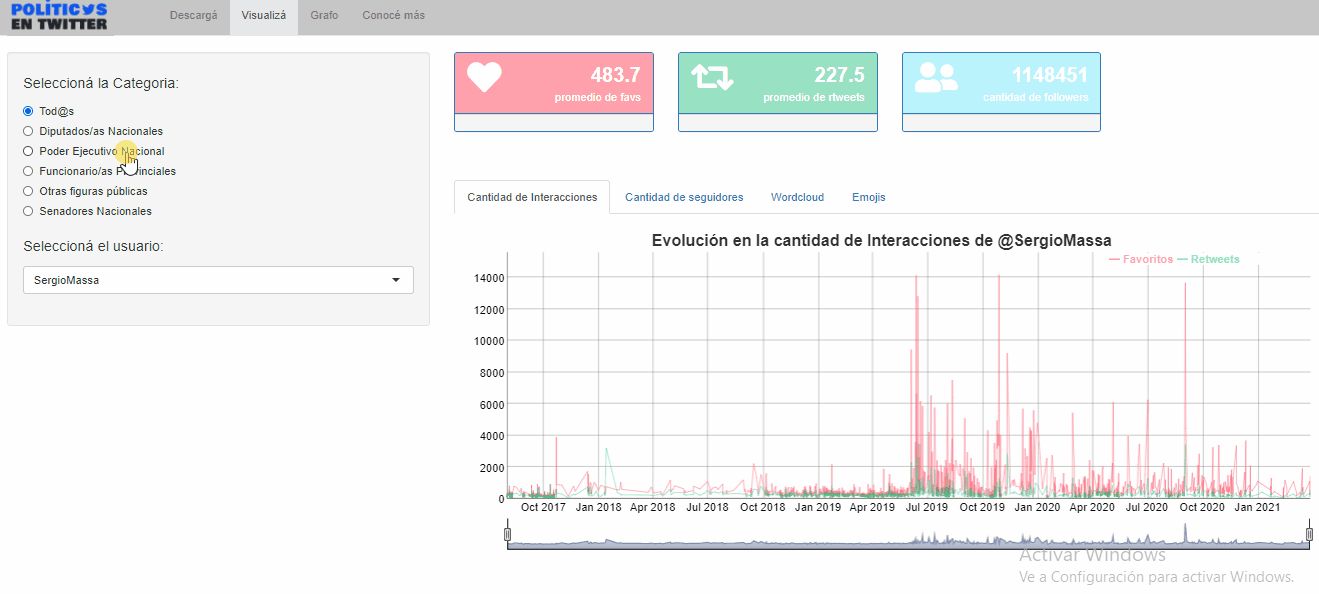 POLÍTICOS
EN TWITTER
Descargá
Visualizá
Grafo
Conocé más
Seleccioná la Categoria:
Tod@s
Diputados/as Nacionales
Poder Ejecutivo Nacional
Funcionario/as Provinciales
Otras figuras públicas
Senadores Nacionales
Seleccioná el usuario:
SergioMassa
483.7
promedio de favs
227.5
promedio de rtweets
1148451
cantidad de followers
Cantidad de Interacciones
Cantidad de seguidores
Wordcloud
Emojis
Evolución en la cantidad de Interacciones de @SergioMassa
Favoritos
Retweets
14000
12000
10000
8000
6000
4000
2000
0
Oct 2017
Jan 2018
Apr 2018
Jul 2018
Oct 2018
Jan 2019
Apr 2019
Jul 2019
Oct 2019
Jan 2020
Apr 2020
Jul 2020
Oct 2020
Jan 2021
Activar Windows
Ve a Configuración para activar Windows.